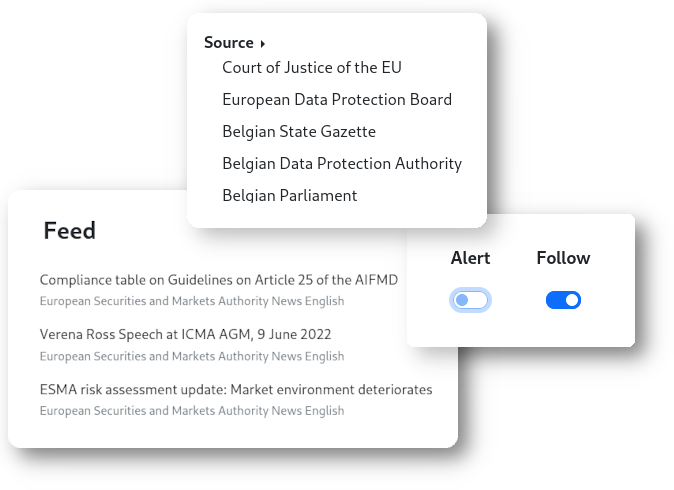 Source
Court of Justice of the EU
European Data Protection Board
Belgian State Gazette
Belgian Data Protection Authority
Belgian Parliament
Feed
Compliance table on Guidelines on Article 25 of the AIFMD
European Securities and Markets Authority News English
Verena Ross Speech at ICMA AGM, 9 June 2022
European Securities and Markets Authority News English
ESMA risk assessment update: Market environment deteriorates
European Securities and Markets Authority News English
Alert Follow